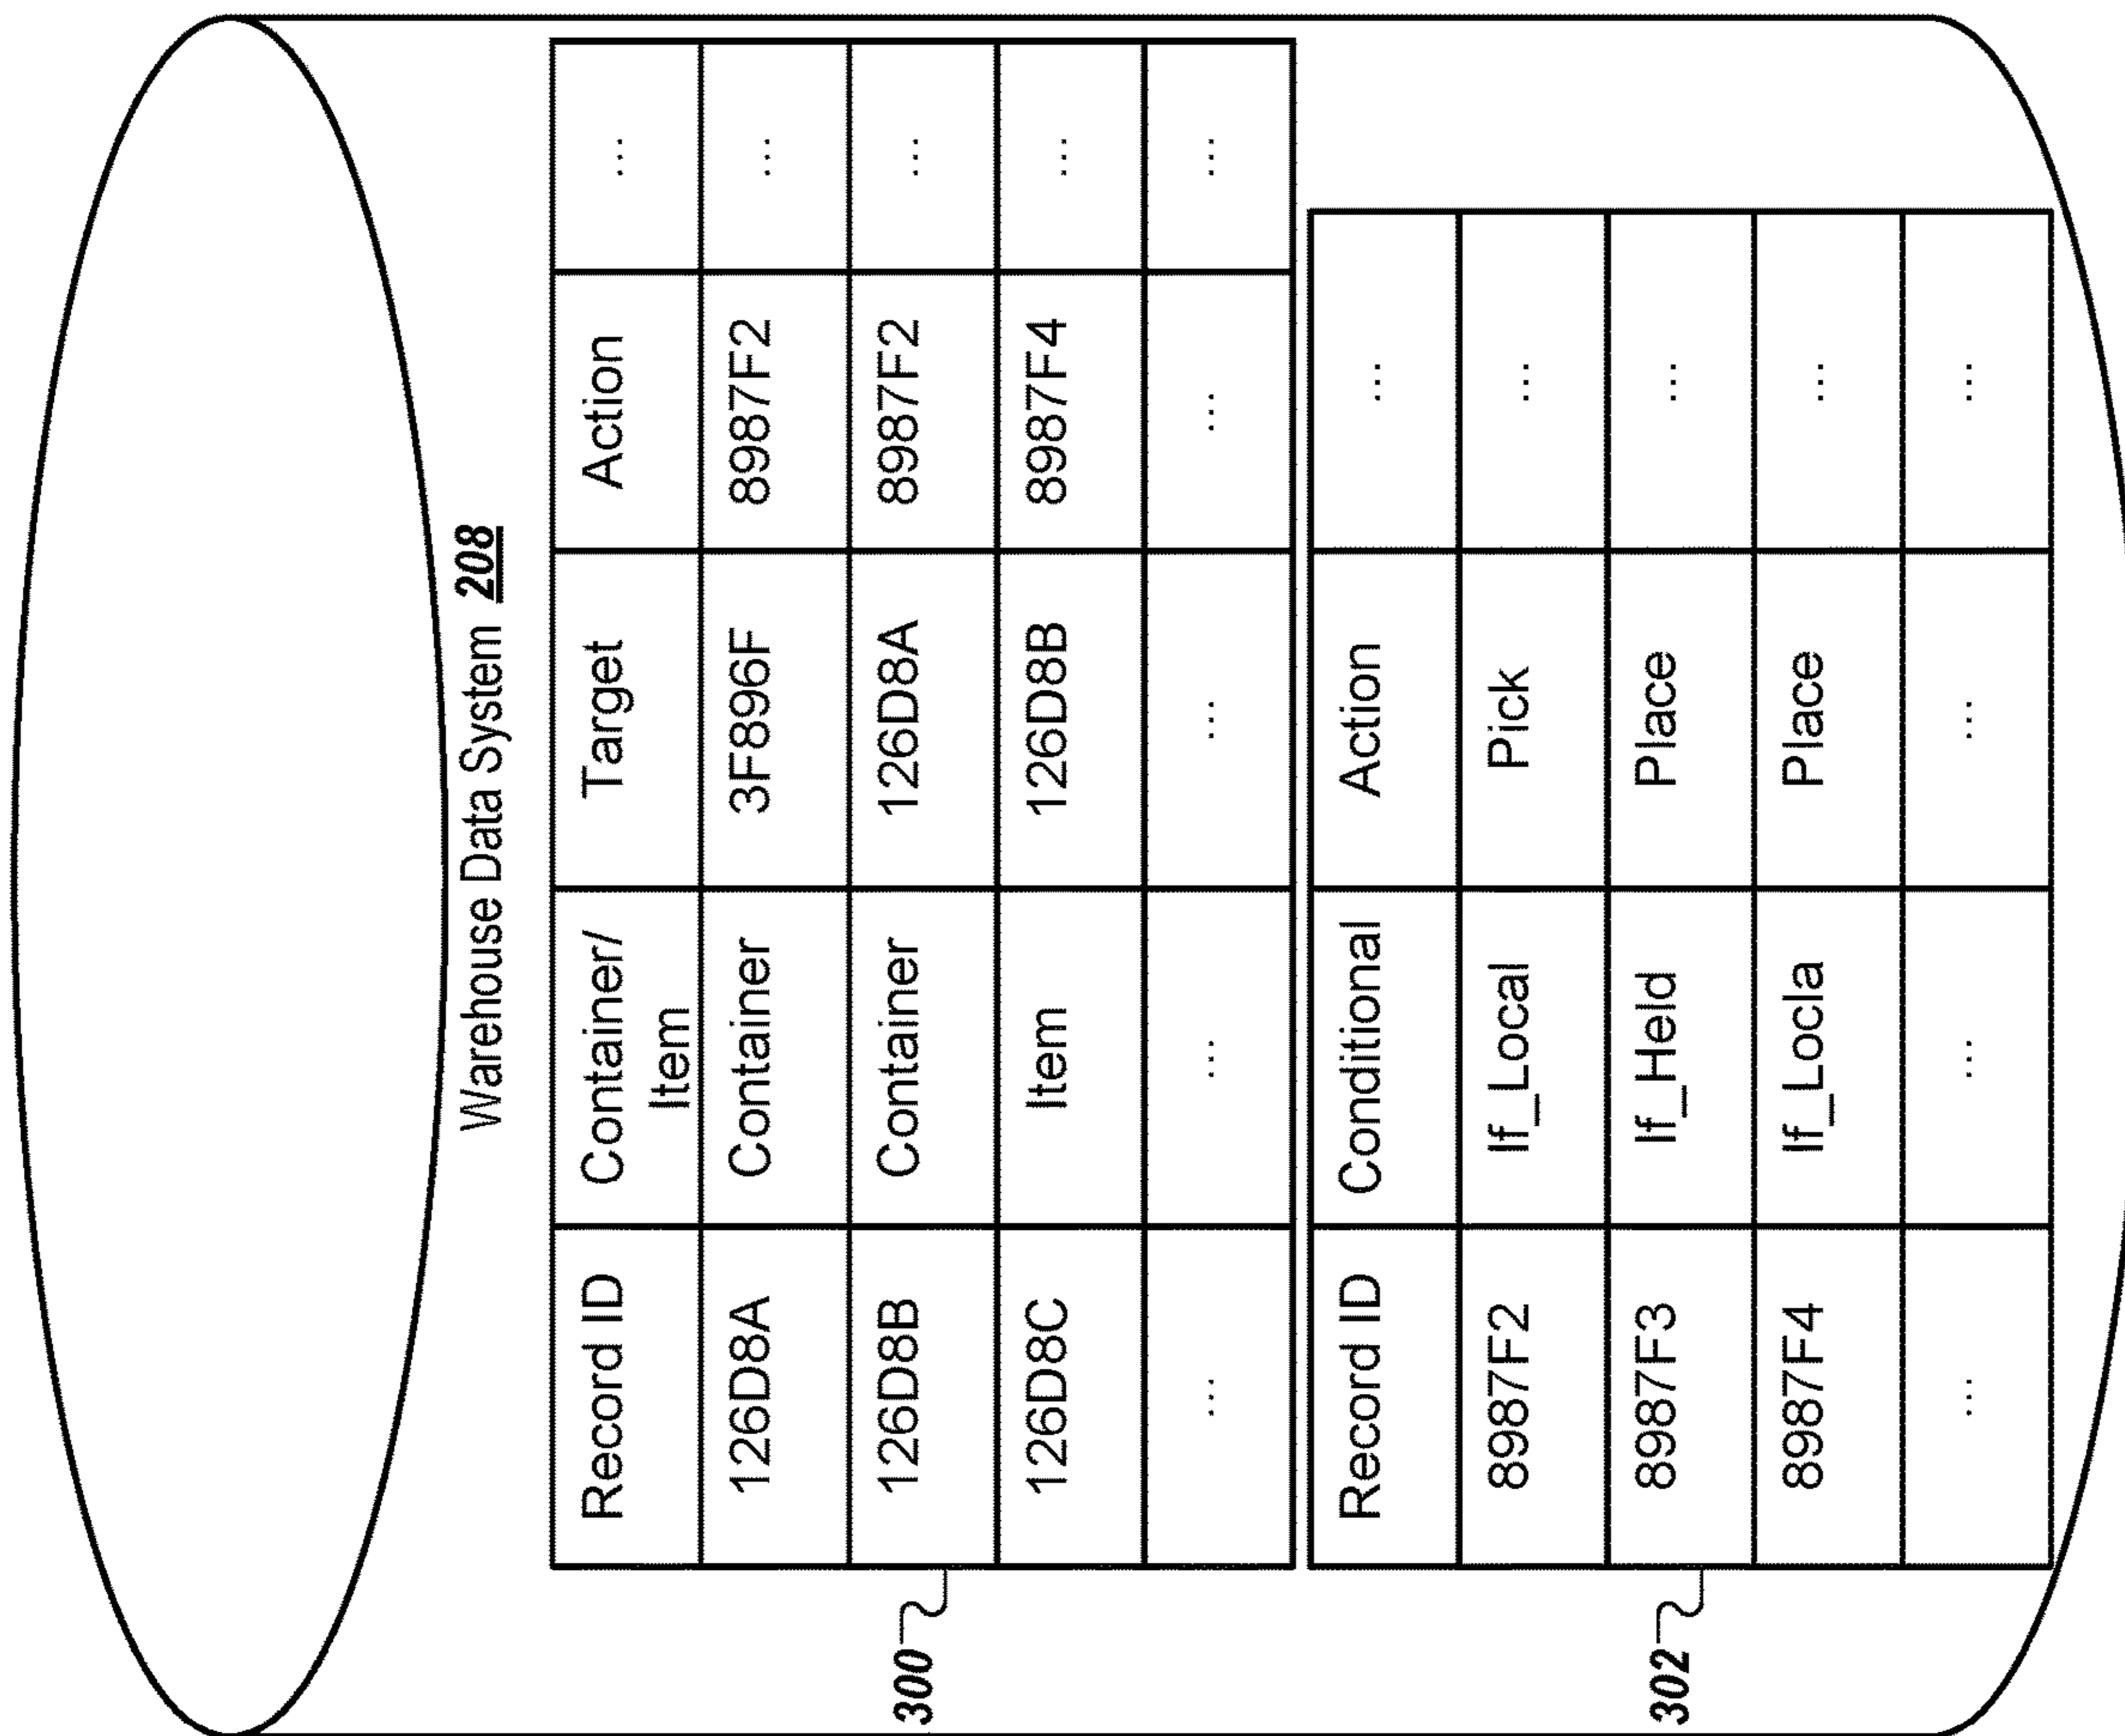 Warehouse Data System 208
Record ID Container/ Target Action ...
Item
126D8A Container 3F896F 8987F2 ...
126D8B Container 126D8A 8987F2 ...
126D8C Item 126D8B 8987F4 ...
... ... ... ... ...
300
Record ID Conditional Action ...
8987F2 If_Local Pick ...
8987F3 If_Held Place ...
8987F4 If_Locla Place ...
... ... ... ...
302